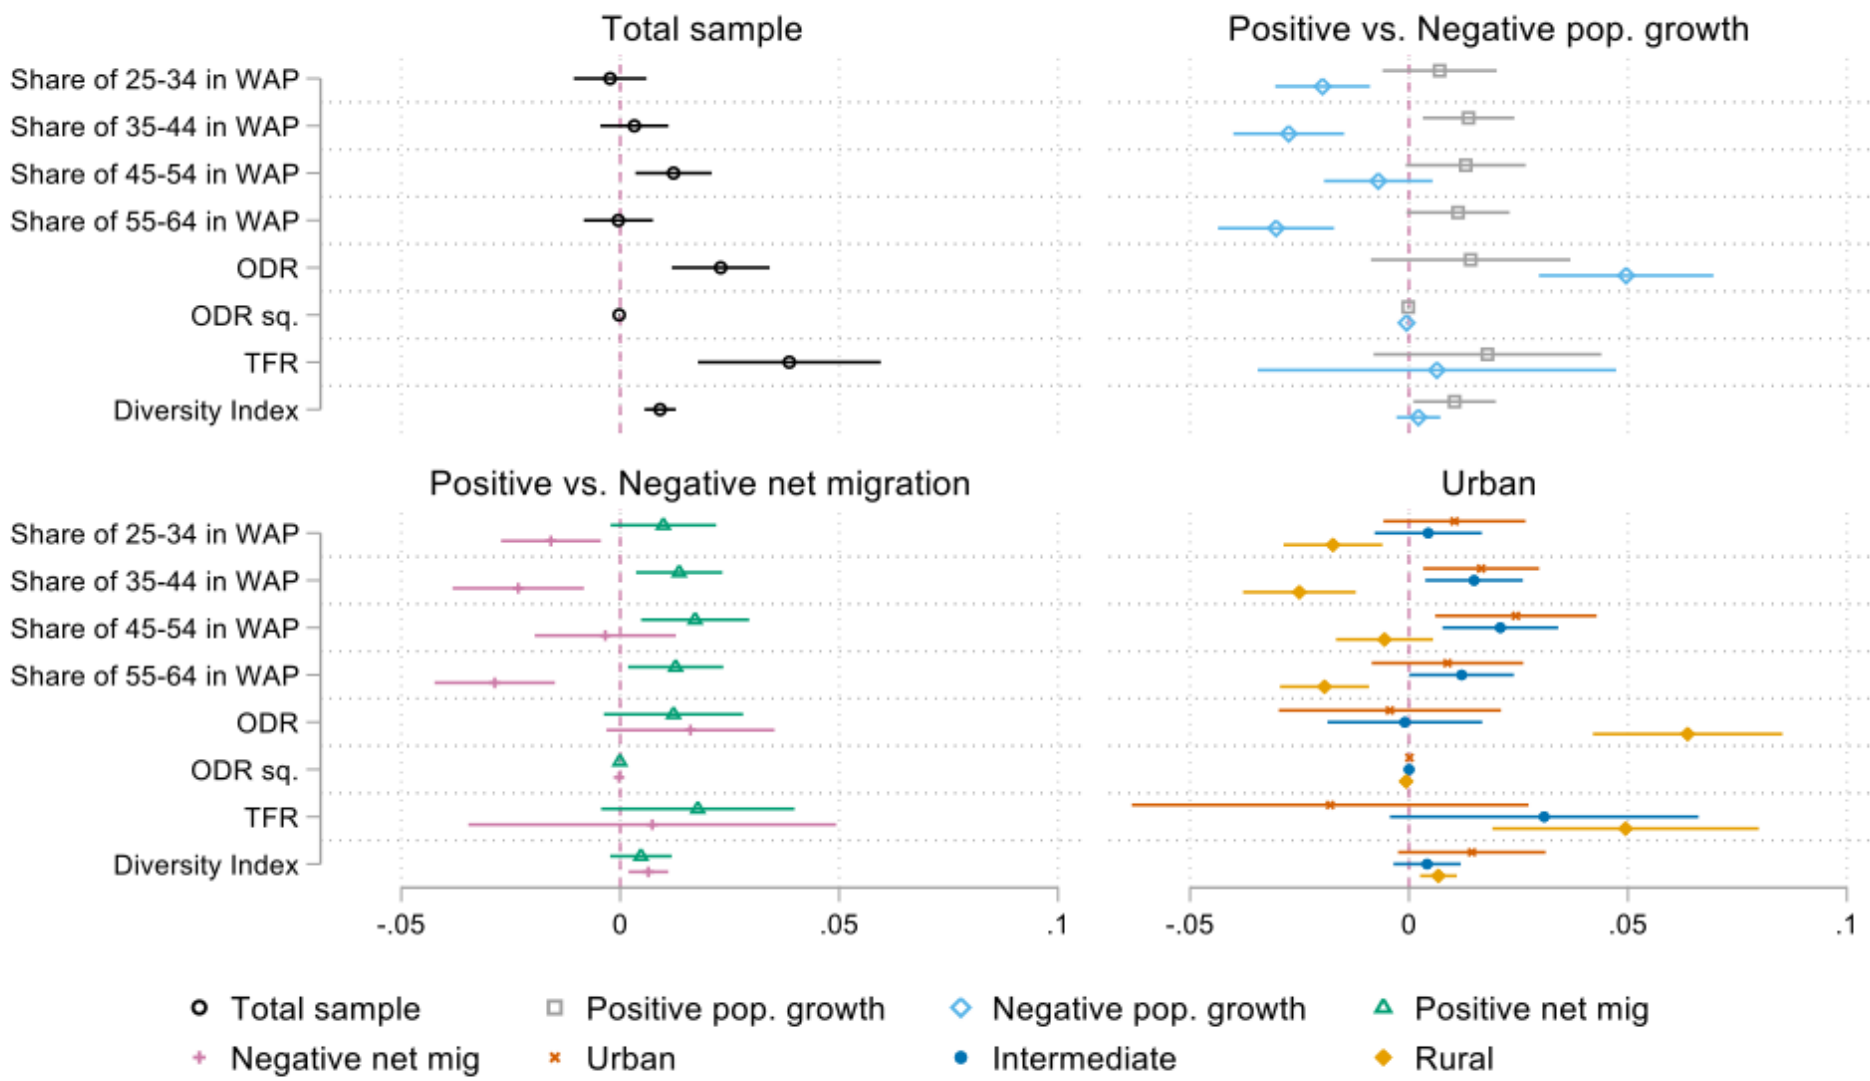 Total sample
Positive vs. Negative pop. growth
Share of 25-34 in WAP
Share of 35-44 in WAP
Share of 45-54 in WAP
Share of 55-64 in WAP
ODR
ODR sq.
TFR
Diversity Index
Positive vs. Negative net migration
Urban
Share of 25-34 in WAP
Share of 35-44 in WAP
Share of 45-54 in WAP
Share of 55-64 in WAP
ODR
ODR sq.
TFR
Diversity Index
-.05 0 .05 .1
-.05 0 .05 .1
Total sample Positive pop. growth Negative pop. growth Positive net mig
Negative net mig Urban Intermediate Rural